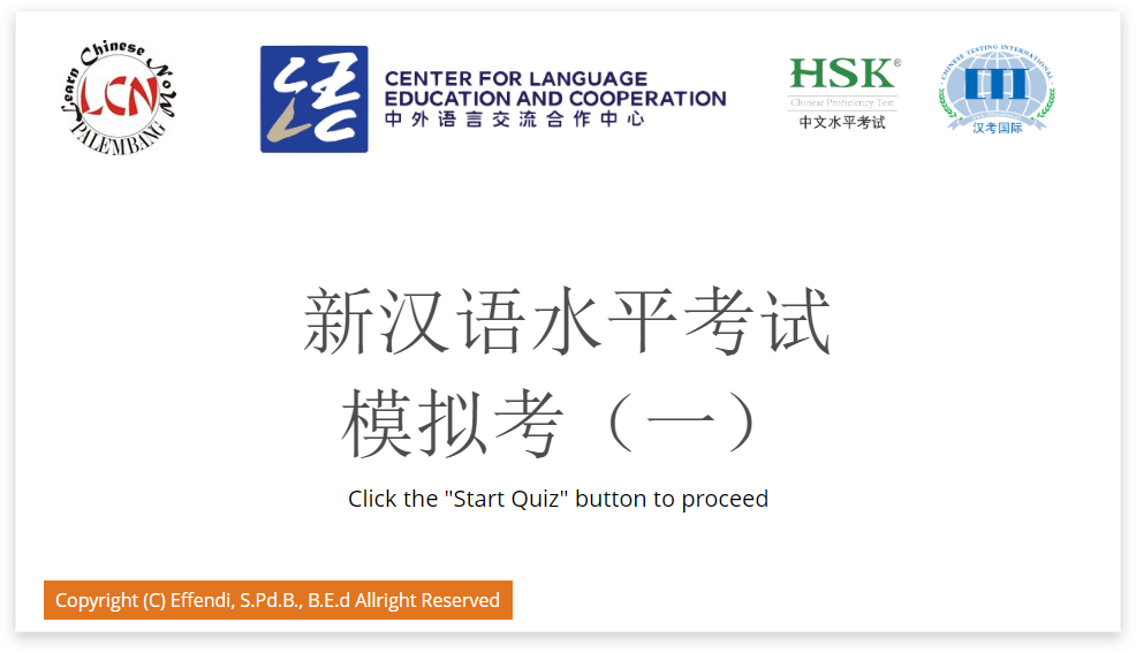 Learn Chinese Now
LCN
PALEMBANG
CENTER FOR LANGUAGE
EDUCATION AND COOPERATION
中外语言交流合作中心
HSK®
Chinese Proficiency Test
中文水平考试
CHINESE TESTING INTERNATIONAL
汉考国际
新汉语水平考试
模拟考（一）
Click the "Start Quiz" button to proceed
Copyright (C) Effendi, S.Pd.B., B.E.d Allright Reserved